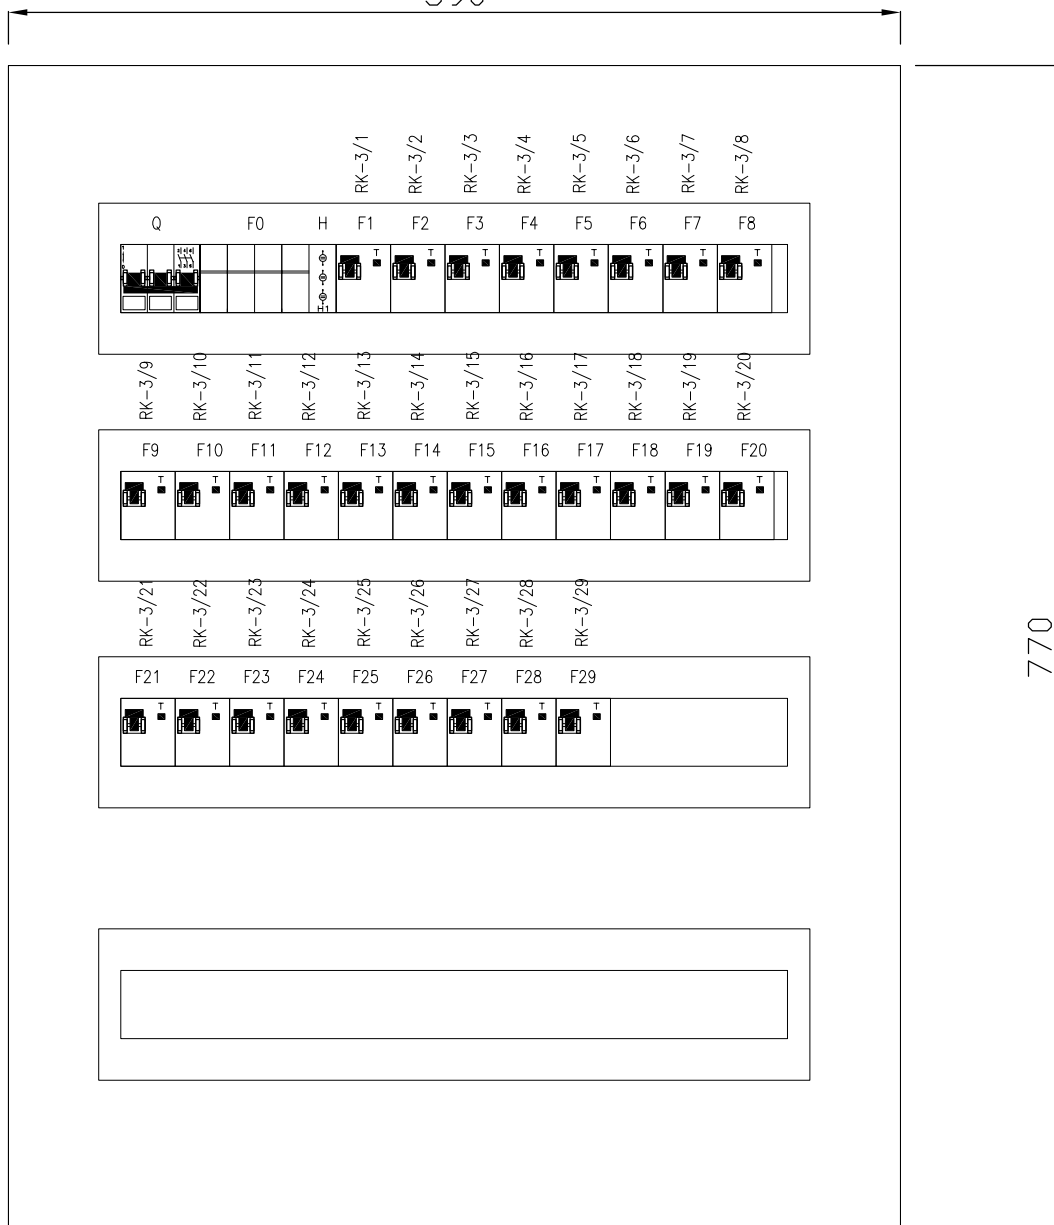 RK-3/1 RK-3/2 RK-3/3 RK-3/4 RK-3/5 RK-3/6 RK-3/7 RK-3/8
Q F0 H F1 F2 F3 F4 F5 F6 F7 F8
T T T T T T T T
H1
RK-3/9 RK-3/10 RK-3/11 RK-3/12 RK-3/13 RK-3/14 RK-3/15 RK-3/16 RK-3/17 RK-3/18 RK-3/19 RK-3/20
F9 F10 F11 F12 F13 F14 F15 F16 F17 F18 F19 F20
T T T T T T T T T T T T
RK-3/21 RK-3/22 RK-3/23 RK-3/24 RK-3/25 RK-3/26 RK-3/27 RK-3/28 RK-3/29
770
F21 F22 F23 F24 F25 F26 F27 F28 F29
T T T T T T T T T